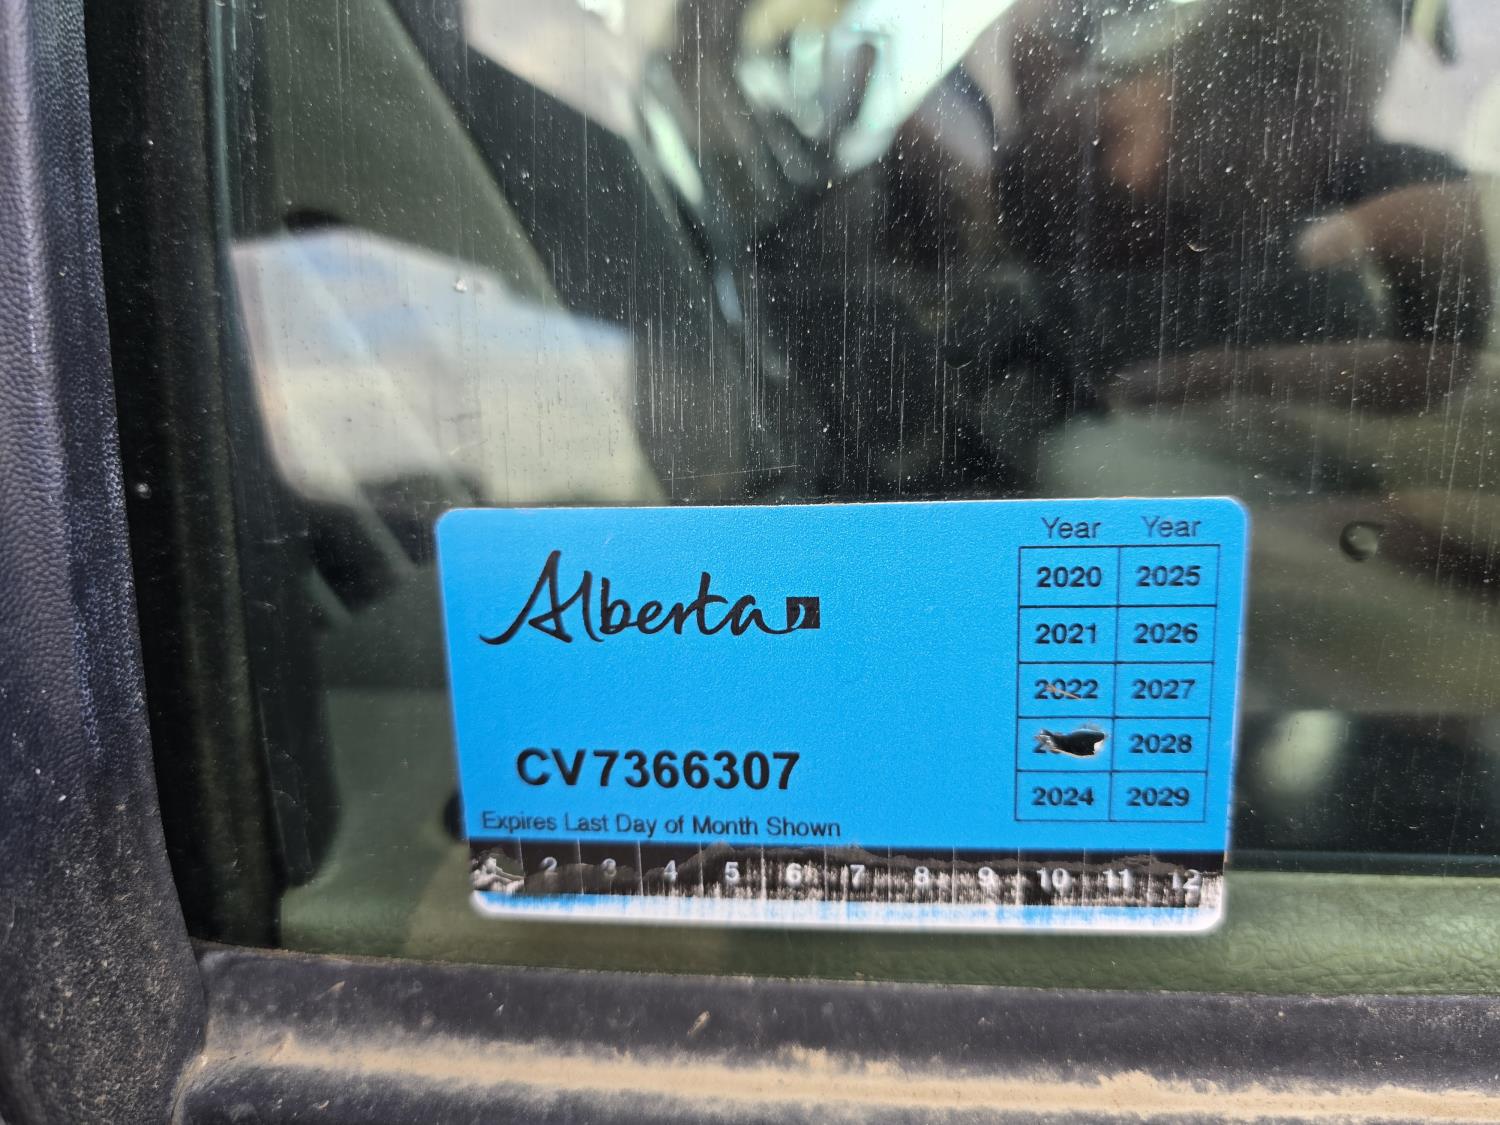 Alberta
Year Year
2020 2025
2021 2026
2022 2027
2028
2024 2029
CV7366307
Expires Last Day of Month Shown
2 3 4 5 6 7 8 9 10 11 12